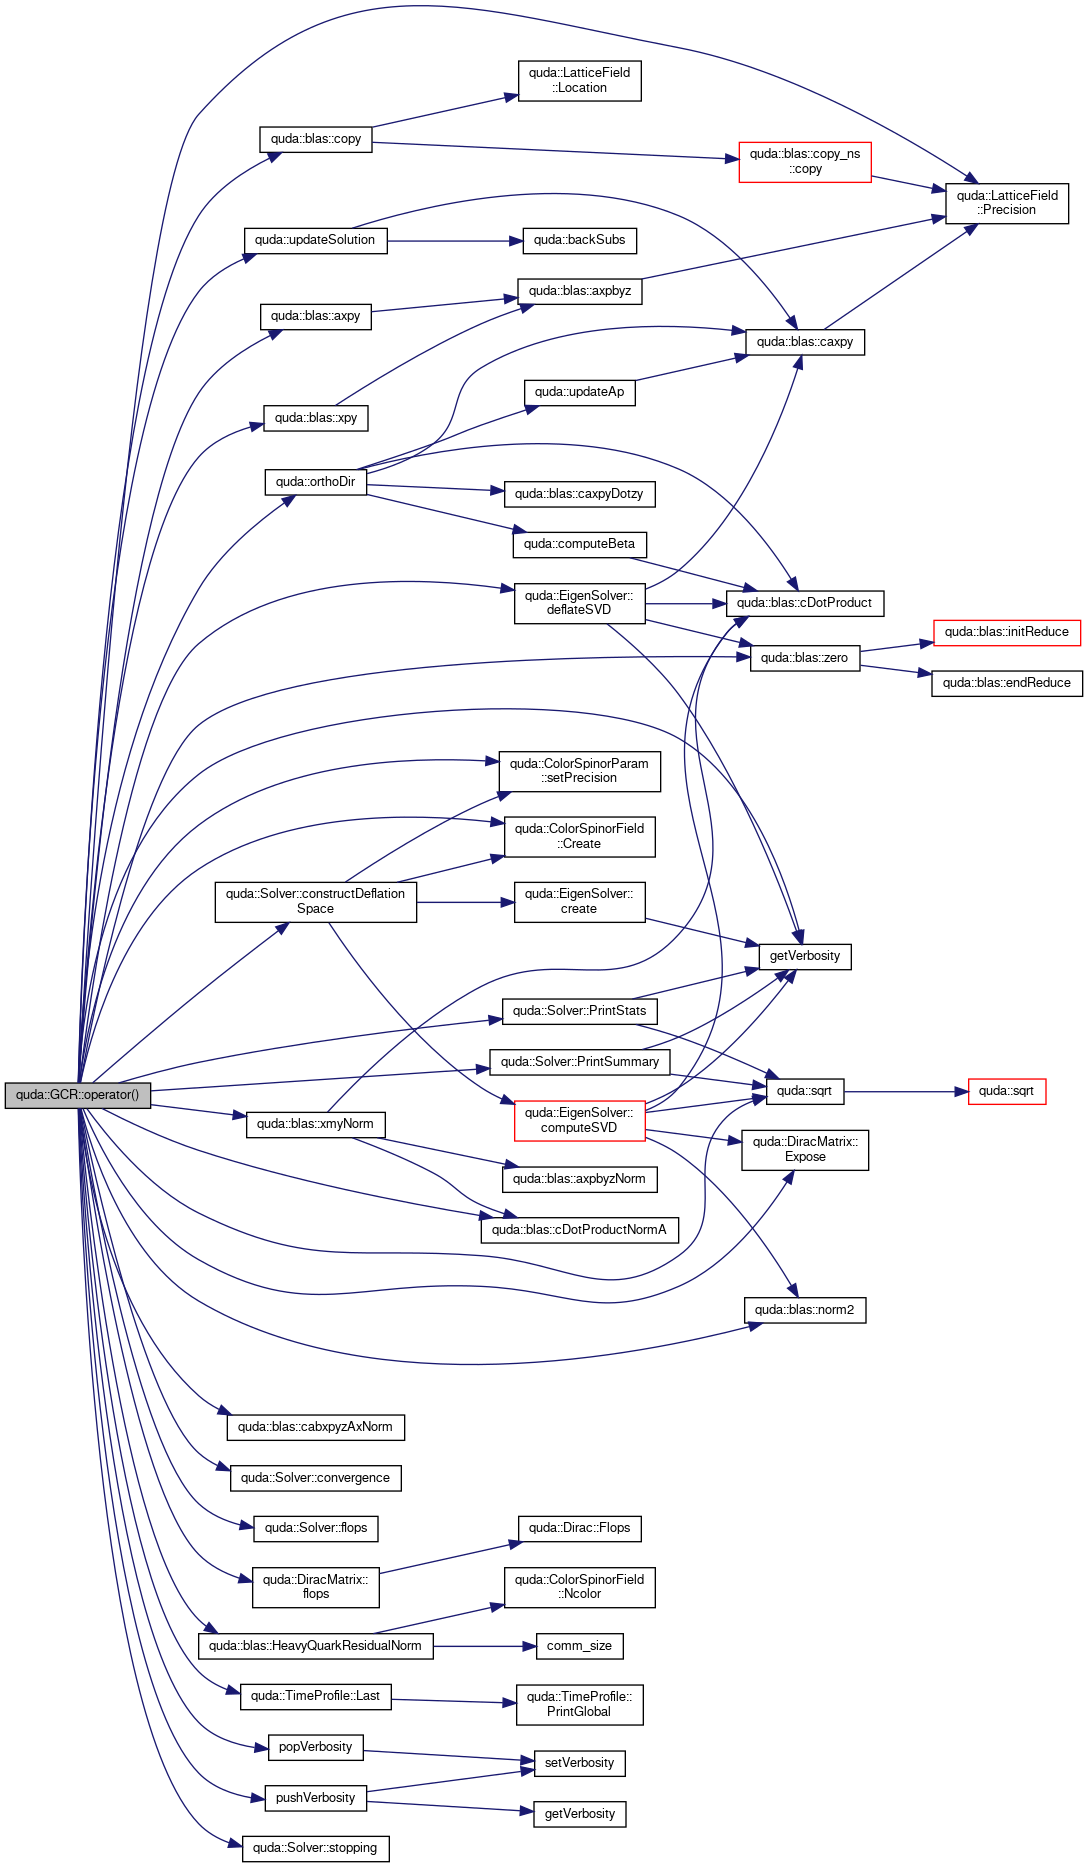 quda::LatticeField
::Location
quda::blas::copy
quda::blas::copy_ns
::copy
quda::LatticeField
::Precision
quda::updateSolution
quda::backSubs
quda::blas::axpbyz
quda::blas::axpy
quda::blas::caxpy
quda::updateAp
quda::blas::xpy
quda::orthoDir
quda::blas::caxpyDotzy
quda::computeBeta
quda::EigenSolver::
deflateSVD
quda::blas::cDotProduct
quda::blas::initReduce
quda::blas::zero
quda::blas::endReduce
quda::ColorSpinorParam
::setPrecision
quda::ColorSpinorField
::Create
quda::Solver::constructDeflation
Space
quda::EigenSolver::
create
getVerbosity
quda::Solver::PrintStats
quda::Solver::PrintSummary
quda::GCR::operator()
quda::sqrt
quda::sqrt
quda::blas::xmyNorm
quda::EigenSolver::
computeSVD
quda::DiracMatrix::
Expose
quda::blas::axpbyzNorm
quda::blas::cDotProductNormA
quda::blas::norm2
quda::blas::cabxpyzAxNorm
quda::Solver::convergence
quda::Solver::flops
quda::Dirac::Flops
quda::DiracMatrix::
flops
quda::ColorSpinorField
::Ncolor
quda::blas::HeavyQuarkResidualNorm
comm_size
quda::TimeProfile::Last
quda::TimeProfile::
PrintGlobal
popVerbosity
setVerbosity
pushVerbosity
getVerbosity
quda::Solver::stopping